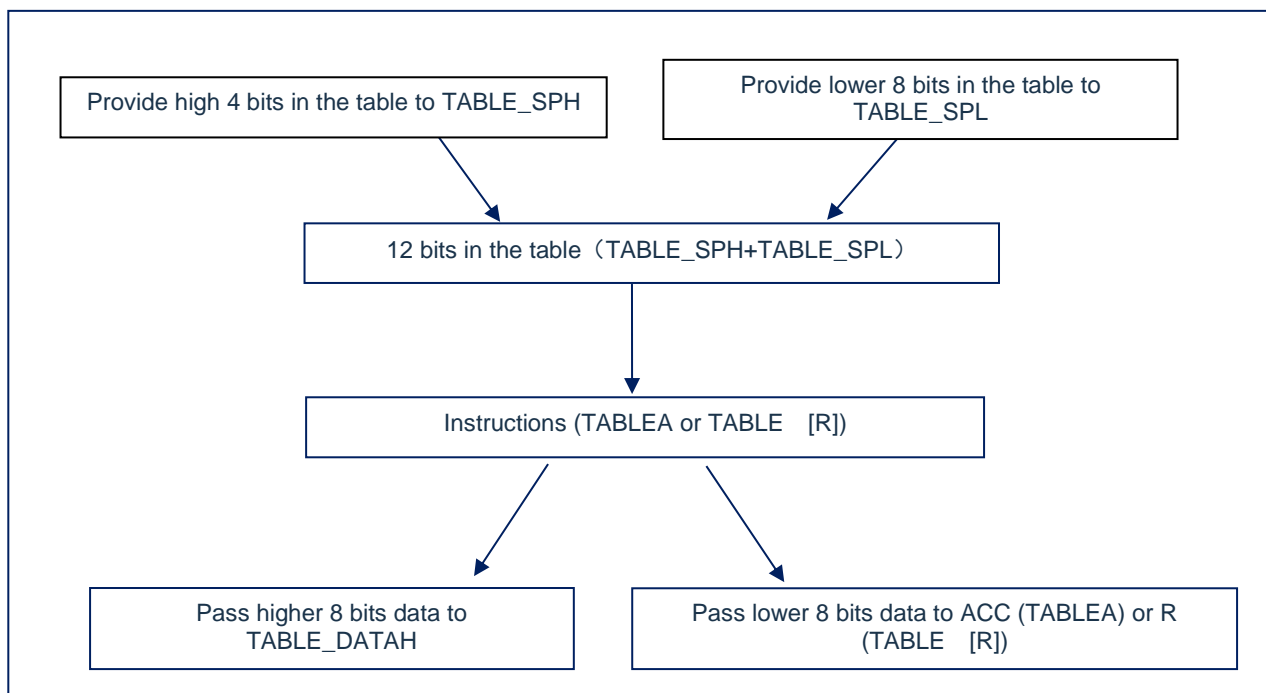 Provide high 4 bits in the table to TABLE_SPH
Provide lower 8 bits in the table to
TABLE_SPL
12 bits in the table（TABLE_SPH+TABLE_SPL）
Instructions (TABLEA or TABLE [R])
Pass higher 8 bits data to
TABLE_DATAH
Pass lower 8 bits data to ACC (TABLEA) or R
(TABLE [R])